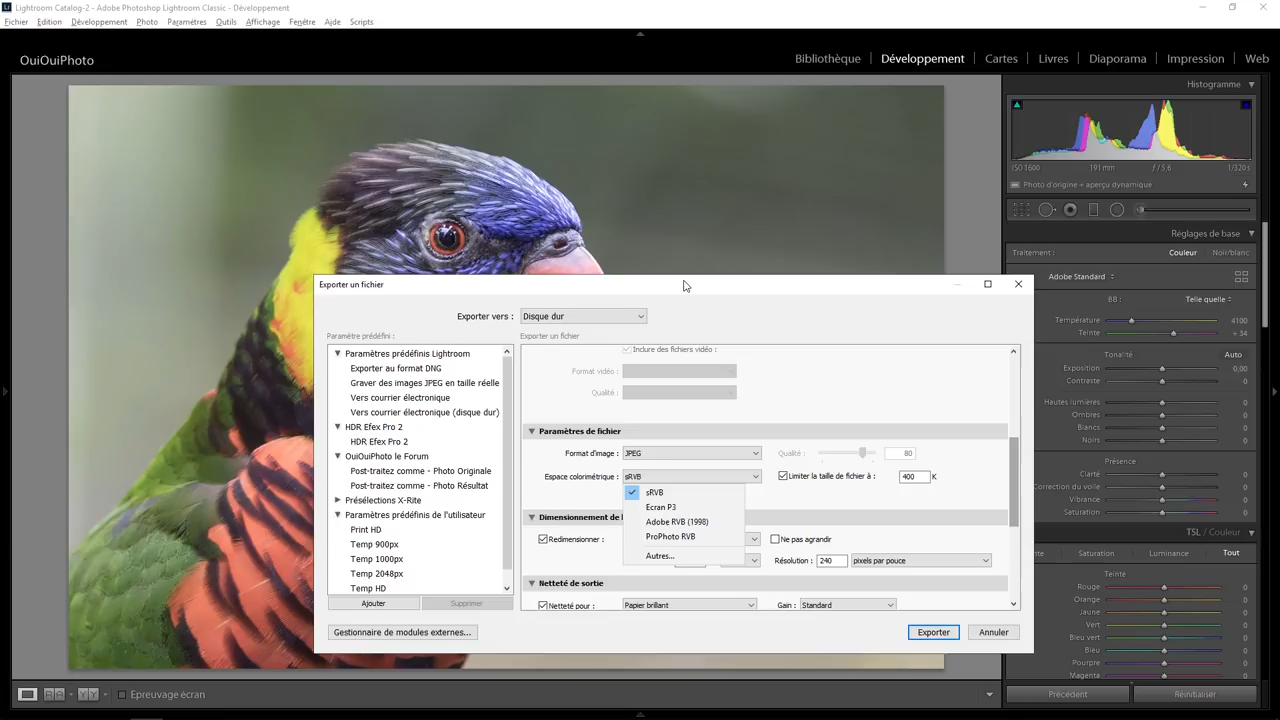 Lightroom Catalog-2 - Adobe Photoshop Lightroom Classic - Développement
Fichier Edition Développement Photo Paramètres Outils Affichage Fenêtre Aide Scripts
OuiOuiPhoto
Bibliothèque Développement Cartes Livres Diaporama Impression Web
Histogramme
ISO 1600 191 mm ƒ / 5,6 1/320s
Photo d'origine + aperçu dynamique
Réglages de base
Traitement : Couleur Noir/blanc
Adobe Standard
BB : Telle quelle
Température 4100
Teinte + 34
Tonalité Auto
Exposition 0,00
Contraste 0
Hautes lumières 0
Ombres 0
Blancs 0
Noirs 0
Présence
Clarté 0
Correction du voile 0
Vibrance 0
Saturation 0
TSL / Couleur
Saturation Luminance Tout
Teinte
Rouge 0
Orange 0
Jaune 0
Vert 0
Bleu vert 0
Bleu 0
Pourpre 0
Magenta 0
Précédent Réinitialiser
Exporter un fichier
Exporter vers : Disque dur
Paramètre prédéfini :
Paramètres prédéfinis Lightroom
Exporter au format DNG
Graver des images JPEG en taille réelle
Vers courrier électronique
Vers courrier électronique (disque dur)
HDR Efex Pro 2
HDR Efex Pro 2
OuiOuiPhoto le Forum
Post-traitez comme - Photo Originale
Post-traitez comme - Photo Résultat
Présélections X-Rite
Paramètres prédéfinis de l'utilisateur
Print HD
Temp 900px
Temp 1000px
Temp 2048px
Temp HD
Ajouter Supprimer
Exporter un fichier
Inclure des fichiers vidéo :
Format vidéo :
Qualité :
Paramètres de fichier
Format d'image : JPEG Qualité : 80
Espace colorimétrique : sRVB Limiter la taille de fichier à : 400 K
sRVB
Ecran P3
Adobe RVB (1998)
ProPhoto RVB
Autres...
Dimensionnement de
Redimensionner : Ne pas agrandir
Résolution : 240 pixels par pouce
Netteté de sortie
Netteté pour : Papier brillant Gain : Standard
Gestionnaire de modules externes... Exporter Annuler
Epreuvage écran